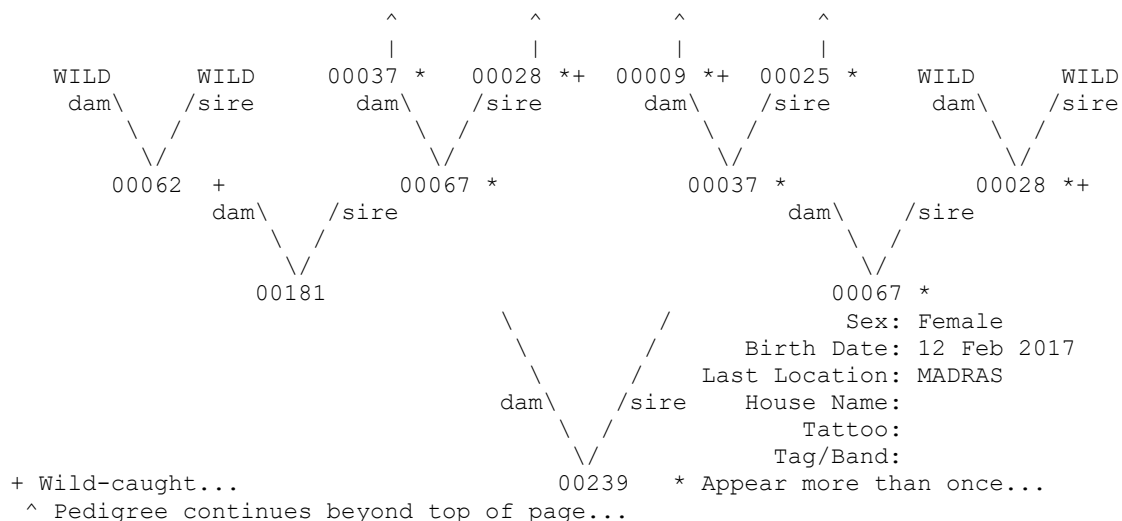 ^ ^ ^ ^
| | | |
WILD WILD 00037 * 00028 *+ 00009 *+ 00025 * WILD WILD
dam\ /sire dam\ /sire dam\ /sire dam\ /sire
\ / \ / \ / \ /
\/ \/ \/ \/
00062 + 00067 * 00037 * 00028 *+
dam\ /sire dam\ /sire
\ / \ /
\/ \/
00181 00067 *
\ / Sex: Female
\ / Birth Date: 12 Feb 2017
\ / Last Location: MADRAS
dam\ /sire House Name:
\ / Tattoo:
\/ Tag/Band:
+ Wild-caught... 00239 * Appear more than once...
^ Pedigree continues beyond top of page...